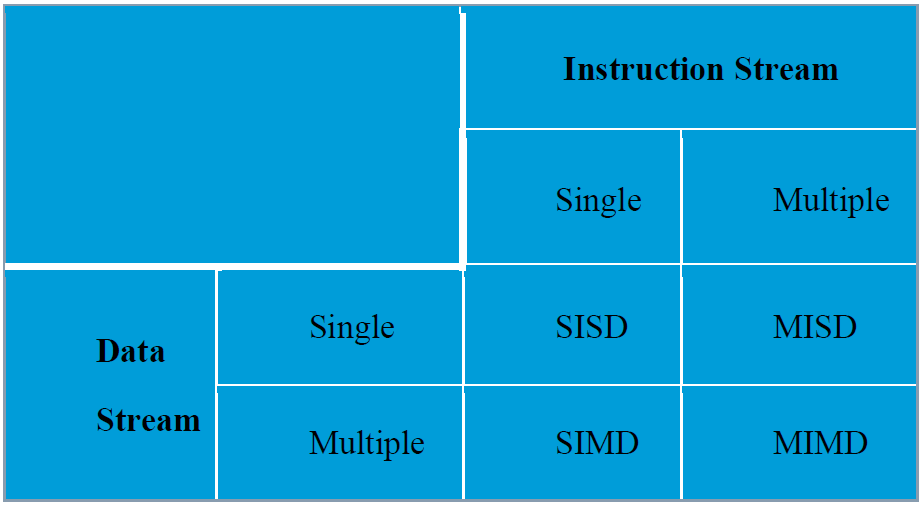 Instruction Stream
Single Multiple
Data
Stream
Single SISD MISD
Multiple SIMD MIMD